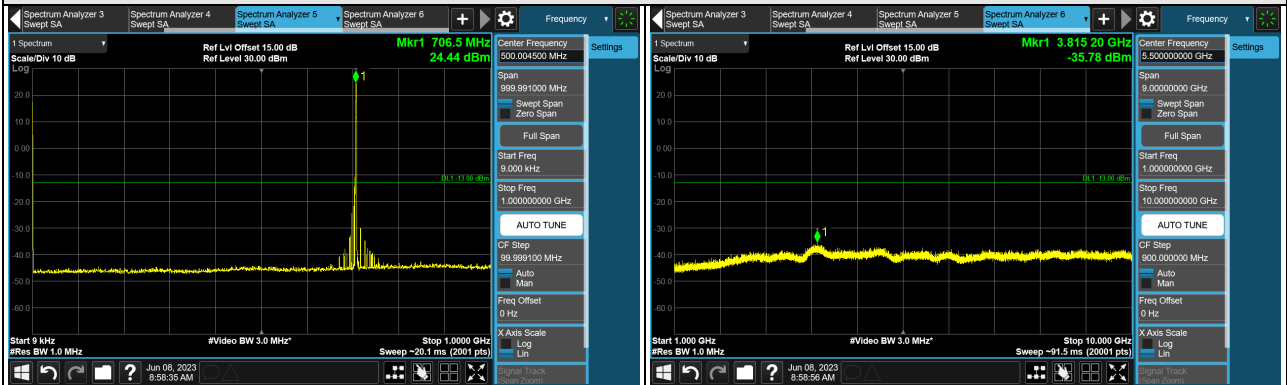 Spectrum Analyzer 3
Swept SA
Spectrum Analyzer 4
Swept SA
Spectrum Analyzer 5
Swept SA
Spectrum Analyzer 6
Swept SA
+
Frequency
1 Spectrum
Scale/Div 10 dB
Ref Lvl Offset 15.00 dB
Ref Level 30.00 dBm
Mkr1 706.5 MHz
24.44 dBm
Log
20.0
10.0
0.00
-10.0
-20.0
-30.0
-40.0
-50.0
-60.0
1
DL1 -13.00 dBm
Start 9 kHz
#Res BW 1.0 MHz
#Video BW 3.0 MHz*
Stop 1.0000 GHz
Sweep ~20.1 ms (2001 pts)
Center Frequency
500.004500 MHz
Settings
Span
999.991000 MHz
Swept Span
Zero Span
Full Span
Start Freq
9.000 kHz
Stop Freq
1.000000000 GHz
AUTO TUNE
CF Step
99.999100 MHz
Auto
Man
Freq Offset
0 Hz
X Axis Scale
Log
Lin
Signal Track
(Span Zoom)
?
Jun 08, 2023
8:58:35 AM
Spectrum Analyzer 3
Swept SA
Spectrum Analyzer 4
Swept SA
Spectrum Analyzer 5
Swept SA
Spectrum Analyzer 6
Swept SA
+
Frequency
1 Spectrum
Scale/Div 10 dB
Ref Lvl Offset 15.00 dB
Ref Level 30.00 dBm
Mkr1 3.815 20 GHz
-35.78 dBm
Log
20.0
10.0
0.00
-10.0
-20.0
-30.0
-40.0
-50.0
-60.0
1
DL1 -13.00 dBm
Start 1.000 GHz
#Res BW 1.0 MHz
#Video BW 3.0 MHz*
Stop 10.000 GHz
Sweep ~91.5 ms (20001 pts)
Center Frequency
5.500000000 GHz
Settings
Span
9.00000000 GHz
Swept Span
Zero Span
Full Span
Start Freq
1.000000000 GHz
Stop Freq
10.000000000 GHz
AUTO TUNE
CF Step
900.000000 MHz
Auto
Man
Freq Offset
0 Hz
X Axis Scale
Log
Lin
Signal Track
(Span Zoom)
?
Jun 08, 2023
8:58:56 AM